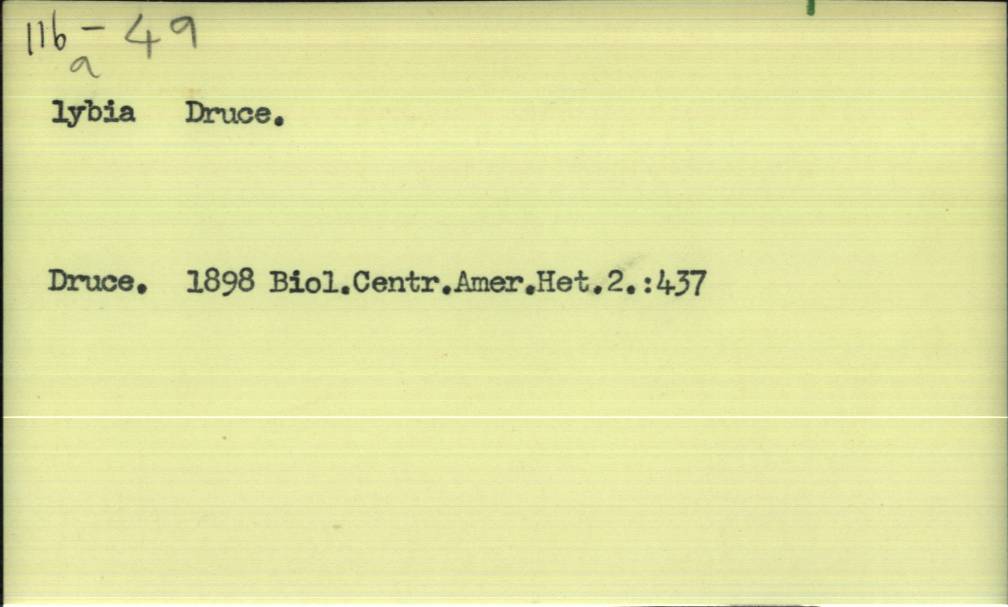 116 - 49
a
lybia Druce.
Druce. 1898 Biol.Centr.Amer.Het.2.:437